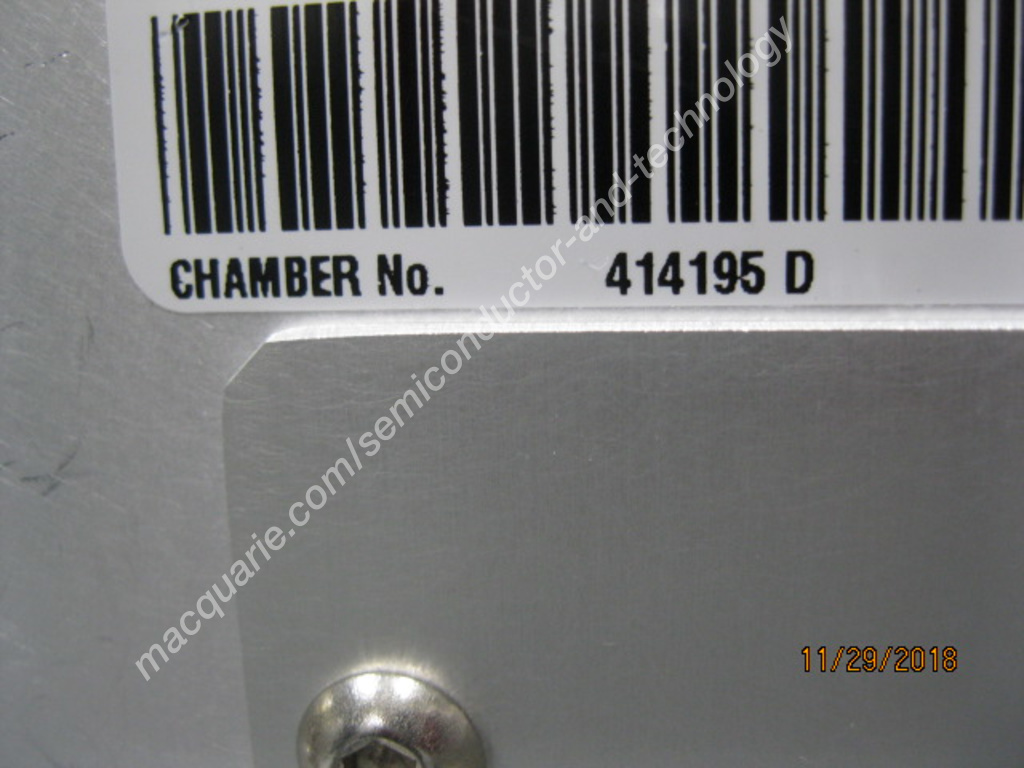 CHAMBER No. 414195 D
macquarie.com/semiconductor-and-technology
11/29/2018